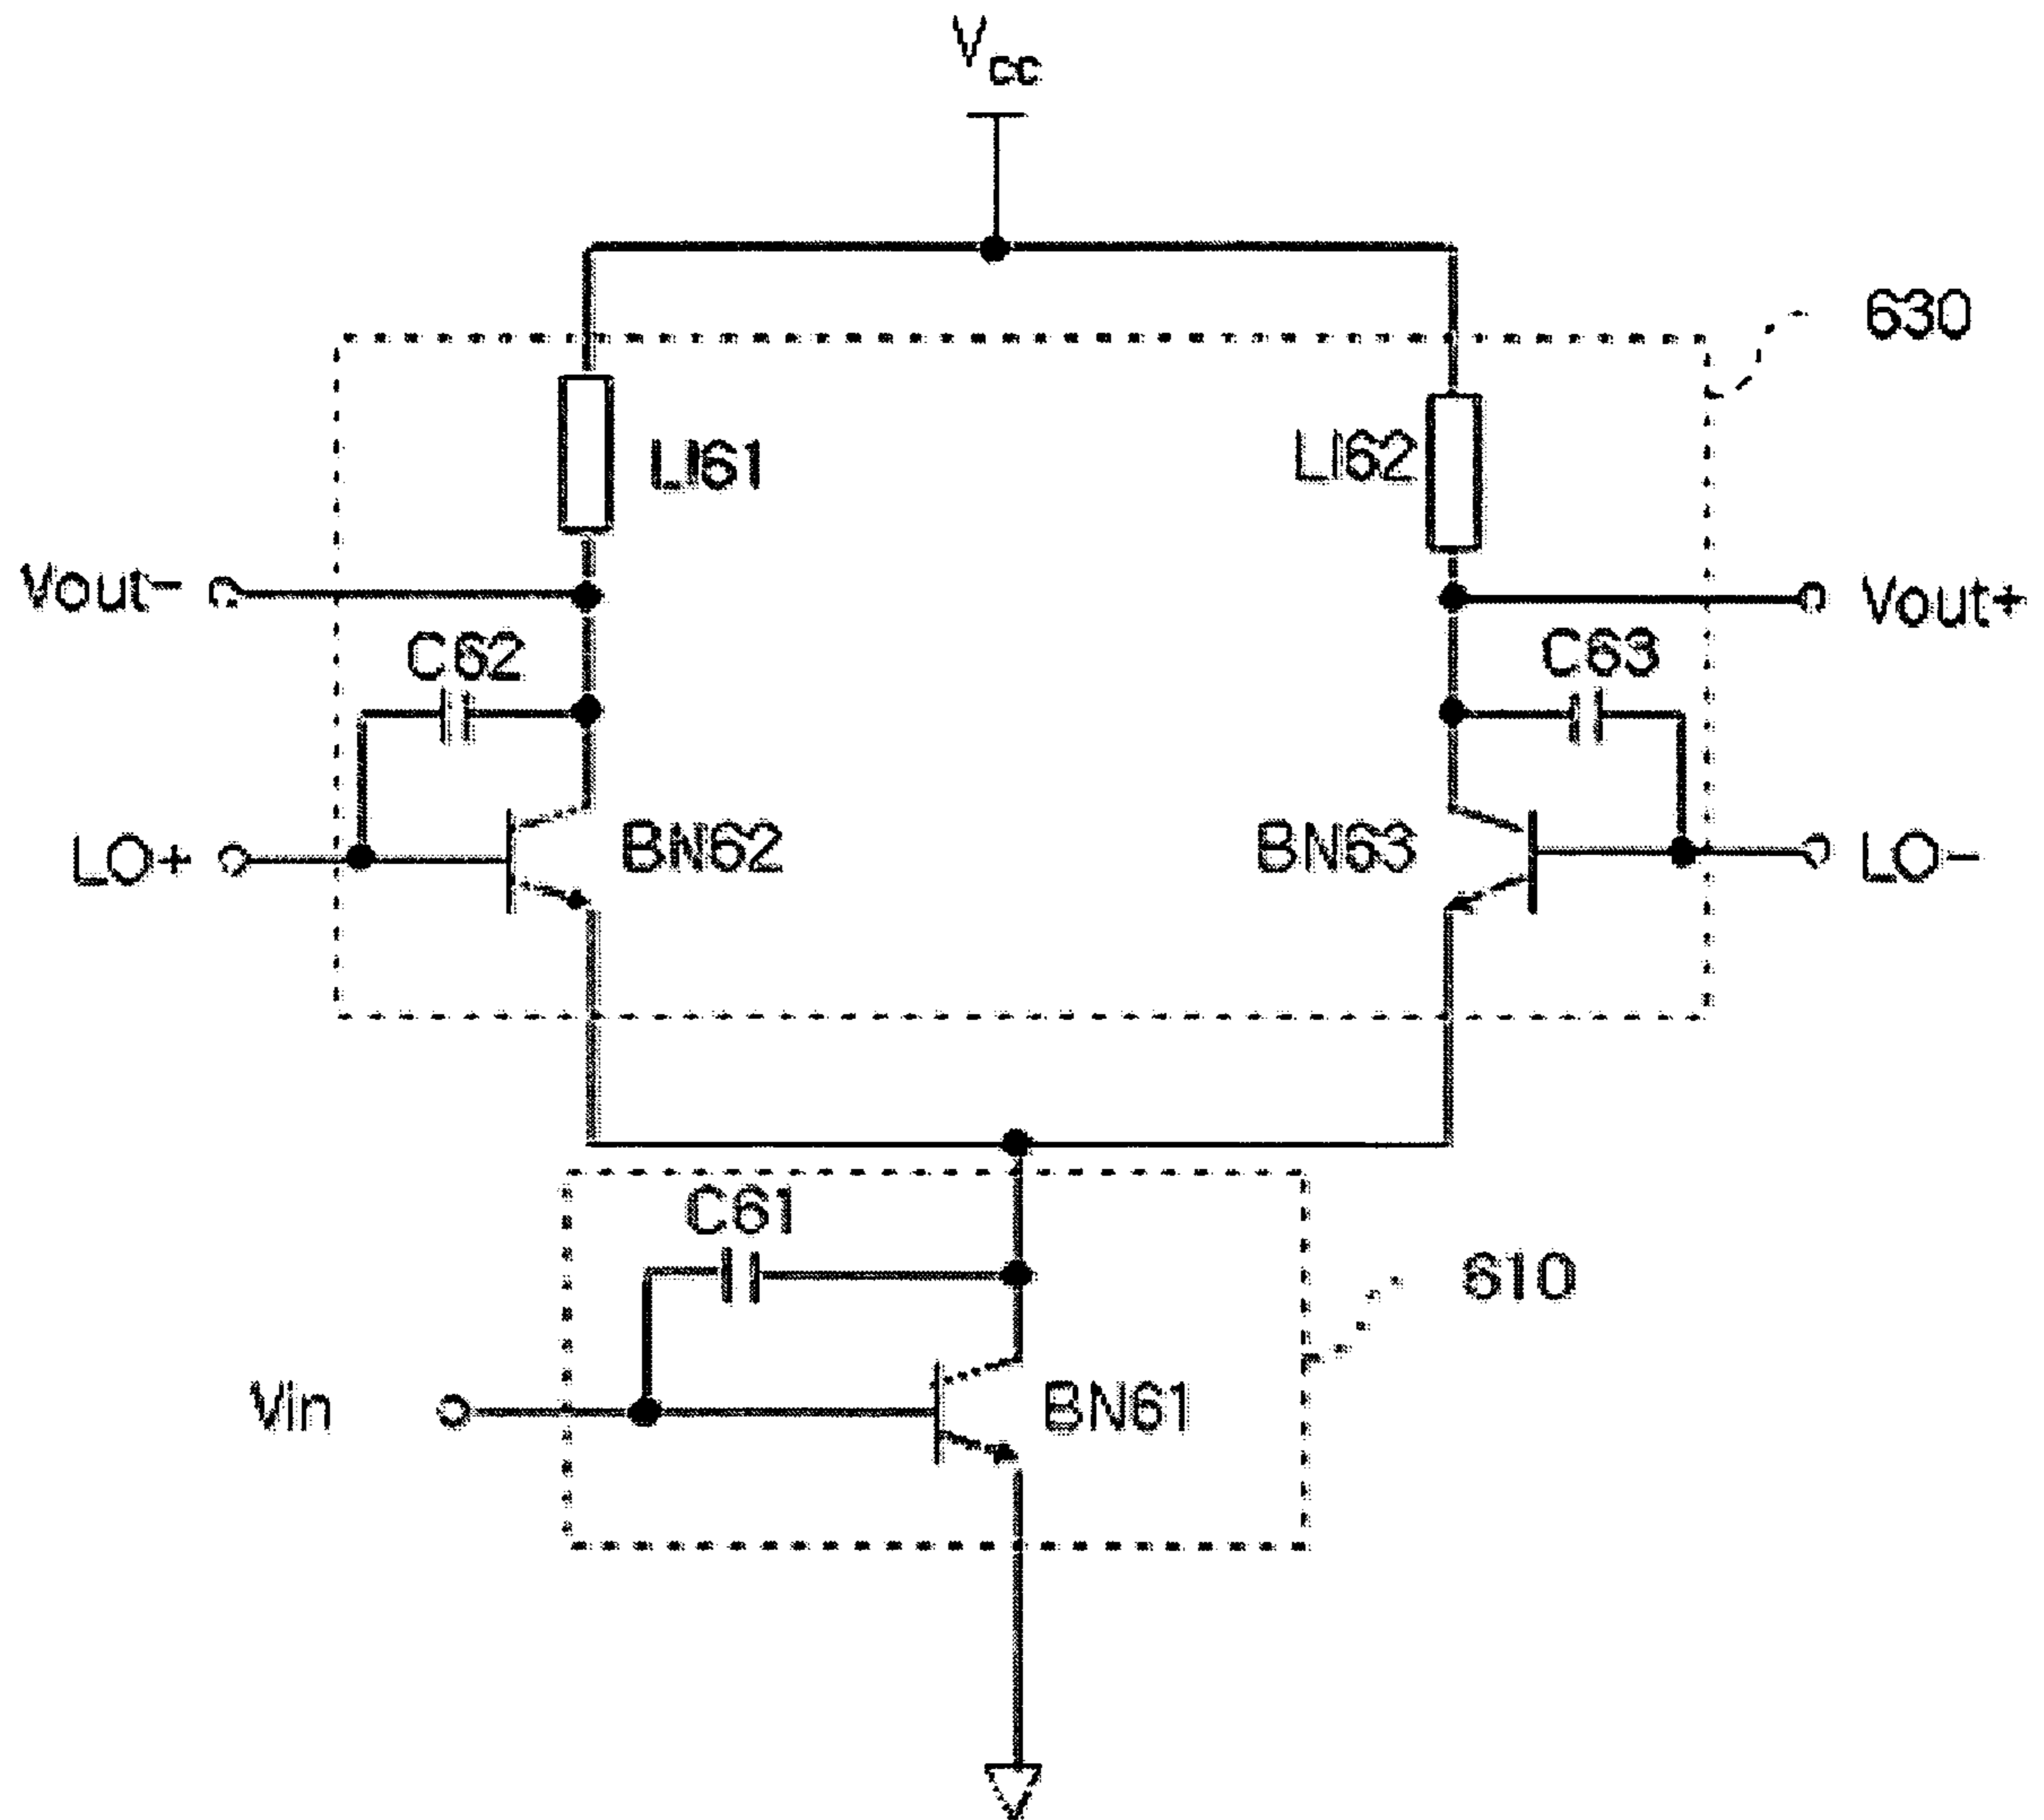 Vcc
630
LI61
LI62
Vout-
Vout+
C62
C63
LO+
BN62
BN63
LO-
C61
610
Vin
BN61